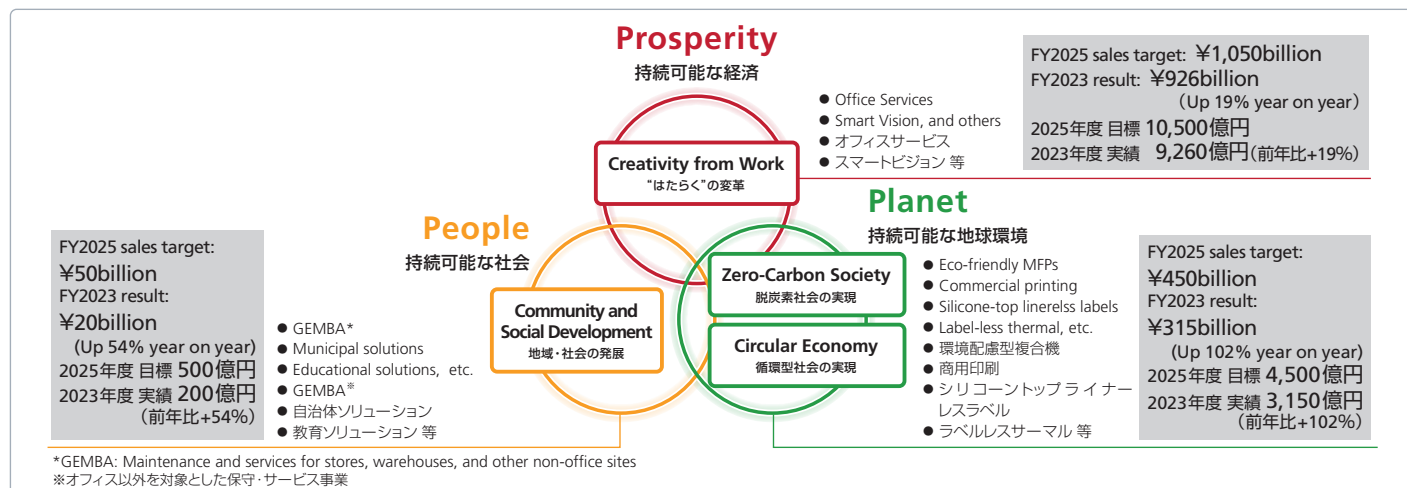 Prosperity
持続可能な経済
Creativity from Work
“はたらく”の変革
● Office Services
● Smart Vision, and others
● オフィスサービス
● スマートビジョン 等
FY2025 sales target: ¥1,050billion
FY2023 result: ¥926billion
(Up 19% year on year)
2025年度 目標 10,500億円
2023年度 実績 9,260億円(前年比+19%)
People
持続可能な社会
Community and
Social Development
地域・社会の発展
FY2025 sales target:
¥50billion
FY2023 result:
¥20billion
(Up 54% year on year)
2025年度 目標 500億円
2023年度 実績 200億円
(前年比+54%)
● GEMBA*
● Municipal solutions
● Educational solutions, etc.
● GEMBA※
● 自治体ソリューション
● 教育ソリューション 等
Planet
持続可能な地球環境
Zero-Carbon Society
脱炭素社会の実現
Circular Economy
循環型社会の実現
● Eco-friendly MFPs
● Commercial printing
● Silicone-top linerelss labels
● Label-less thermal, etc.
● 環境配慮型複合機
● 商用印刷
● シリコーントップライナー
レスラベル
● ラベルレスサーマル 等
FY2025 sales target:
¥450billion
FY2023 result:
¥315billion
(Up 102% year on year)
2025年度 目標 4,500億円
2023年度 実績 3,150億円
(前年比+102%)
*GEMBA: Maintenance and services for stores, warehouses, and other non-office sites
※オフィス以外を対象とした保守・サービス事業